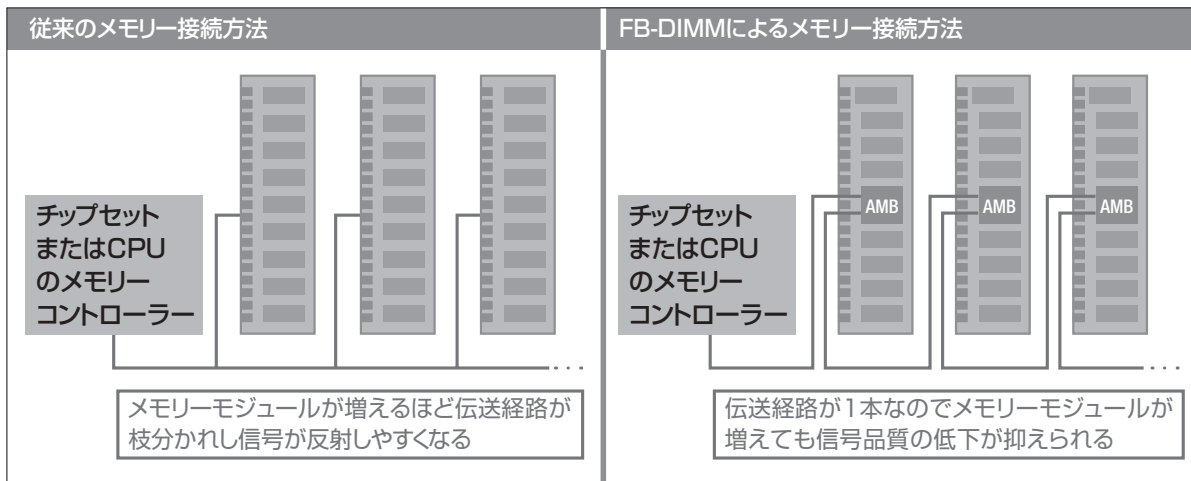 従来のメモリー接続方法
チップセット
またはCPU
のメモリー
コントローラー
メモリーモジュールが増えるほど伝送経路が
枝分かれし信号が反射しやすくなる
FB-DIMMによるメモリー接続方法
チップセット
またはCPU
のメモリー
コントローラー
AMB
AMB
AMB
伝送経路が1本なのでメモリーモジュールが
増えても信号品質の低下が抑えられる